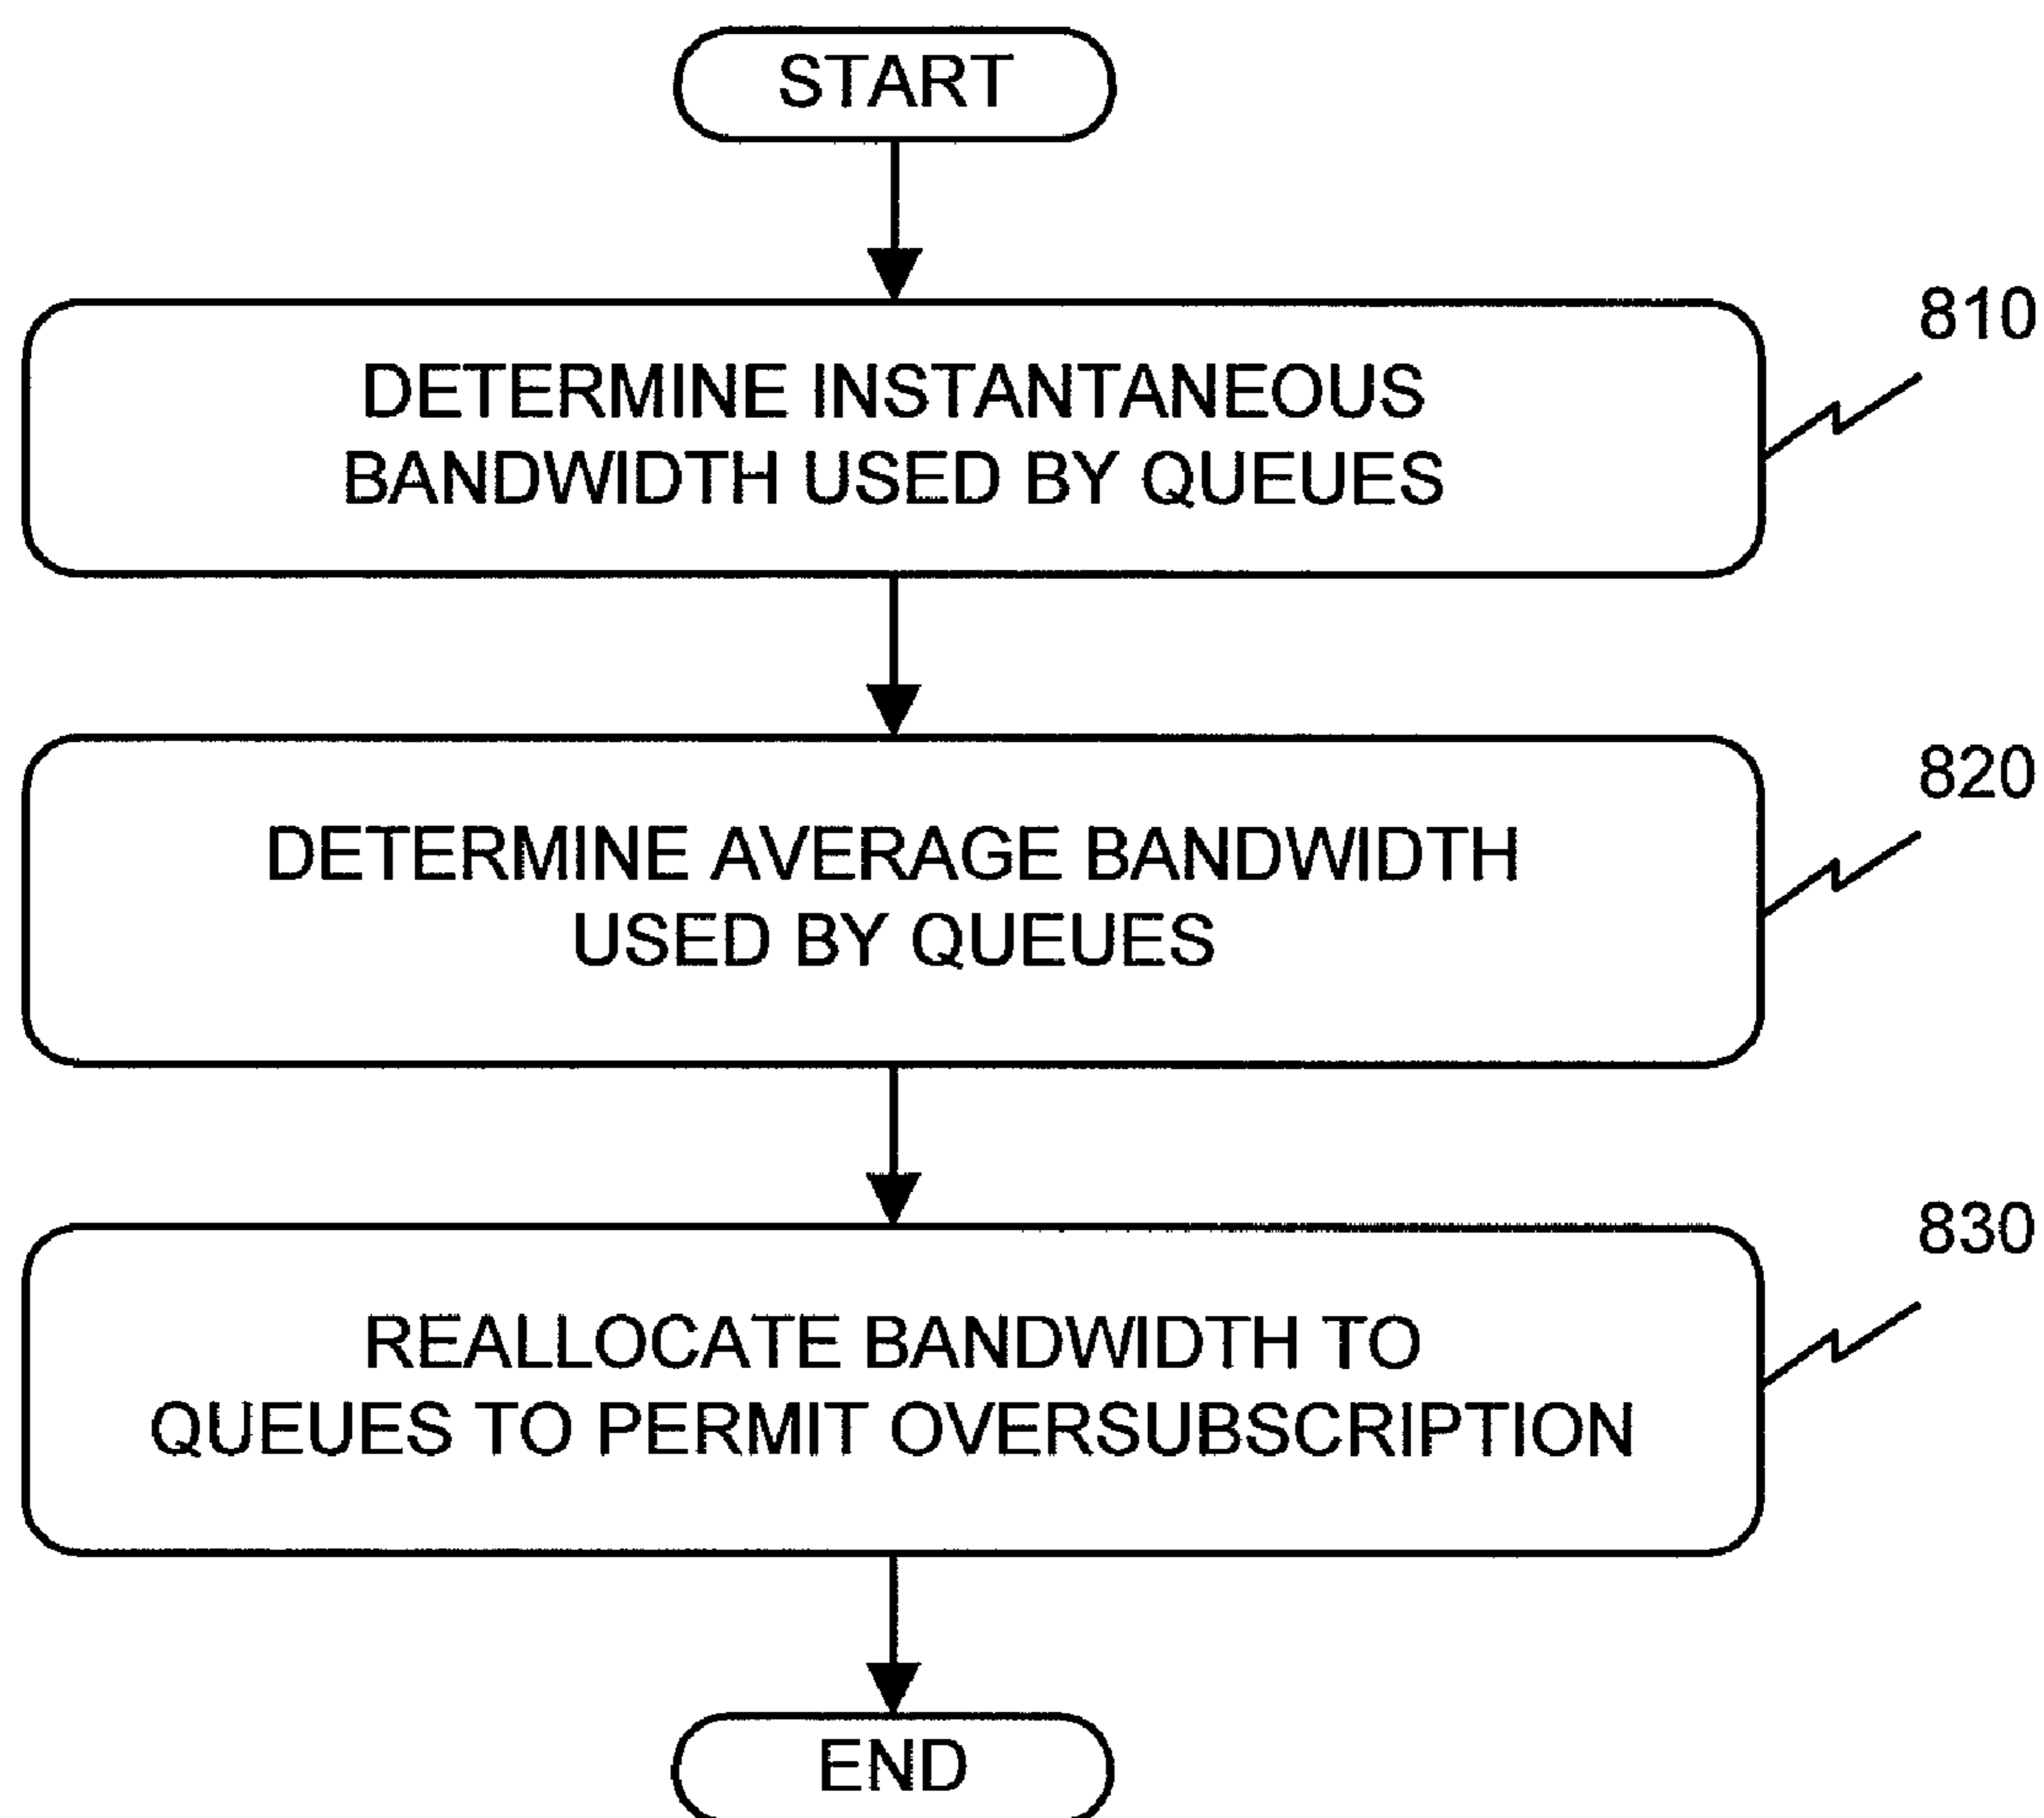 START
810
DETERMINE INSTANTANEOUS
BANDWIDTH USED BY QUEUES
820
DETERMINE AVERAGE BANDWIDTH
USED BY QUEUES
830
REALLOCATE BANDWIDTH TO
QUEUES TO PERMIT OVERSUBSCRIPTION
END